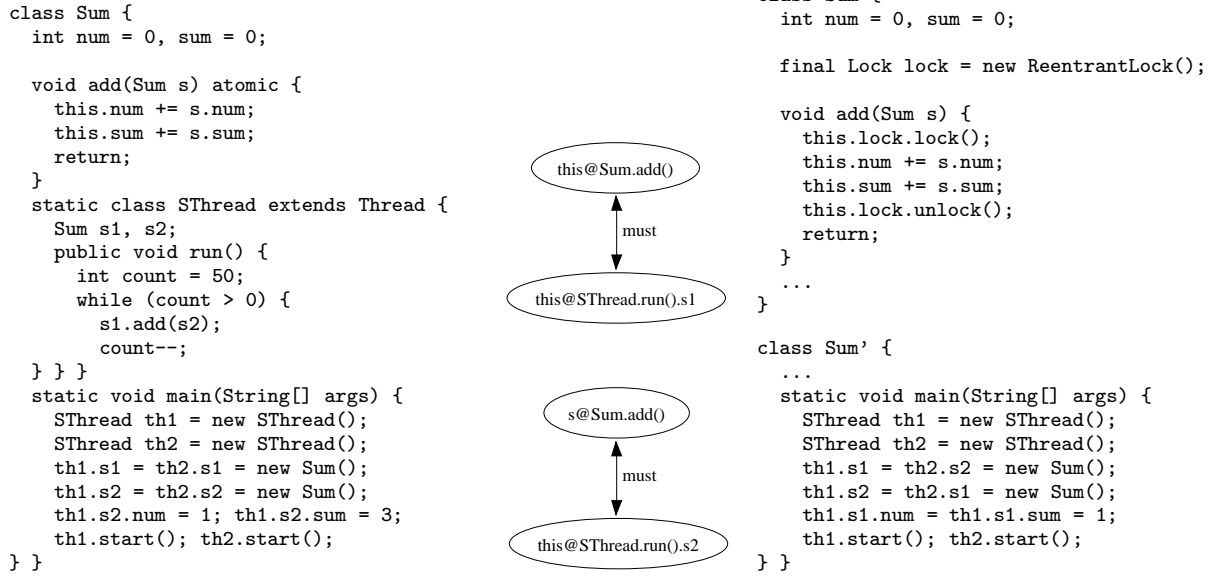 class Sum {
  int num = 0, sum = 0;

  void add(Sum s) atomic {
    this.num += s.num;
    this.sum += s.sum;
    return;
  }
  static class SThread extends Thread {
    Sum s1, s2;
    public void run() {
      int count = 50;
      while (count > 0) {
        s1.add(s2);
        count--;
  } } }
  static void main(String[] args) {
    SThread th1 = new SThread();
    SThread th2 = new SThread();
    th1.s1 = th2.s1 = new Sum();
    th1.s2 = th2.s2 = new Sum();
    th1.s2.num = 1; th1.s2.sum = 3;
    th1.start(); th2.start();
} }
this@Sum.add()
must
this@SThread.run().s1
s@Sum.add()
must
this@SThread.run().s2
class Sum {
  int num = 0, sum = 0;

  final Lock lock = new ReentrantLock();

  void add(Sum s) {
    this.lock.lock();
    this.num += s.num;
    this.sum += s.sum;
    this.lock.unlock();
    return;
  }
  ...
}

class Sum’ {
  ...
  static void main(String[] args) {
    SThread th1 = new SThread();
    SThread th2 = new SThread();
    th1.s1 = th2.s2 = new Sum();
    th1.s2 = th2.s1 = new Sum();
    th1.s1.num = th1.s1.sum = 1;
    th1.start(); th2.start();
} }